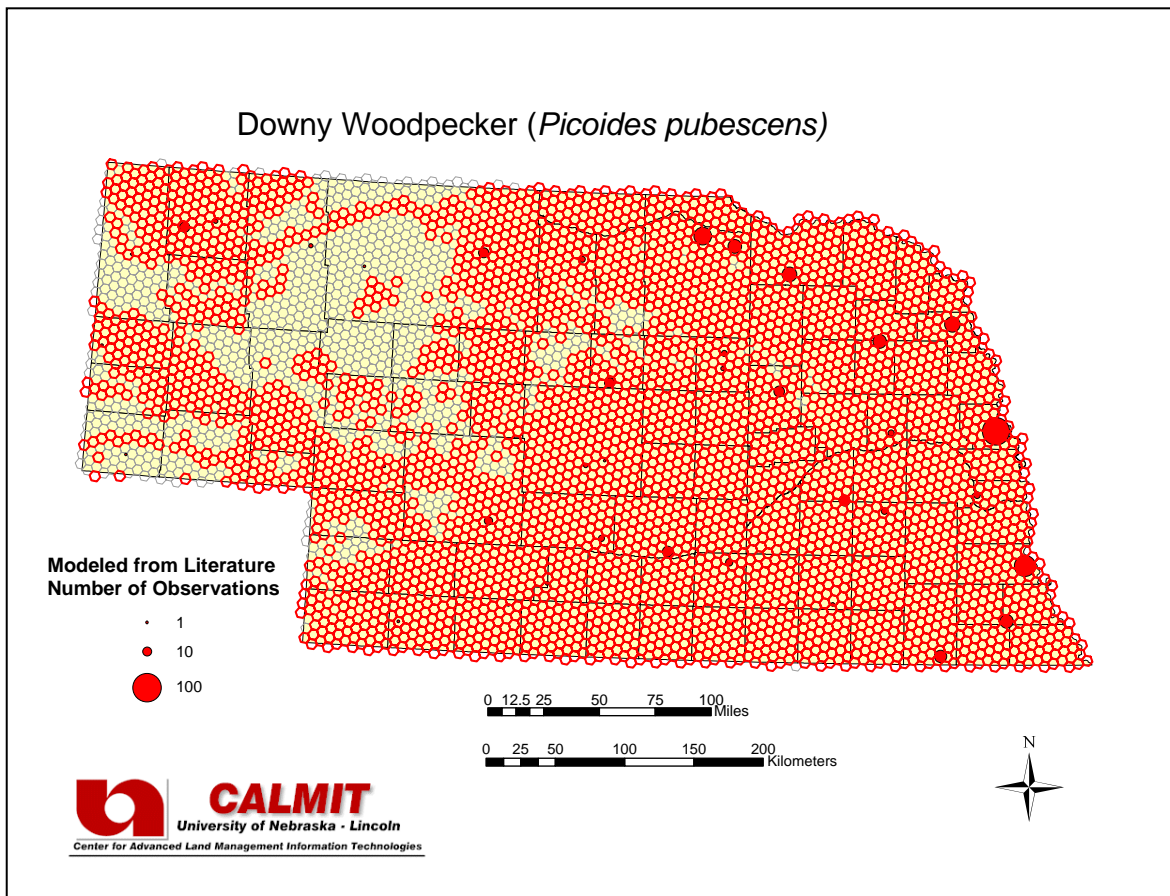 Downy Woodpecker (Picoides pubescens)
Modeled from Literature
Number of Observations
1
10
100
0 12.5 25 50 75 100
Miles
0 25 50 100 150 200
Kilometers
N
CALMIT
University of Nebraska - Lincoln
Center for Advanced Land Management Information Technologies